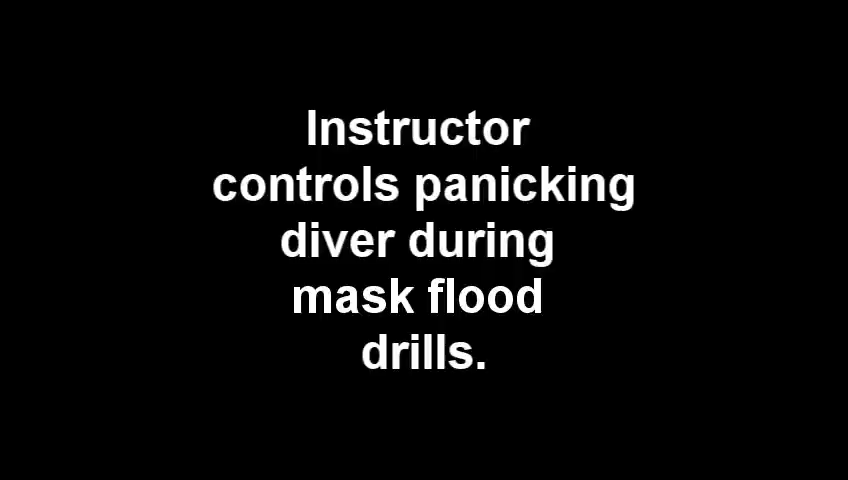 Instructor
controls panicking
diver during
mask flood
drills.